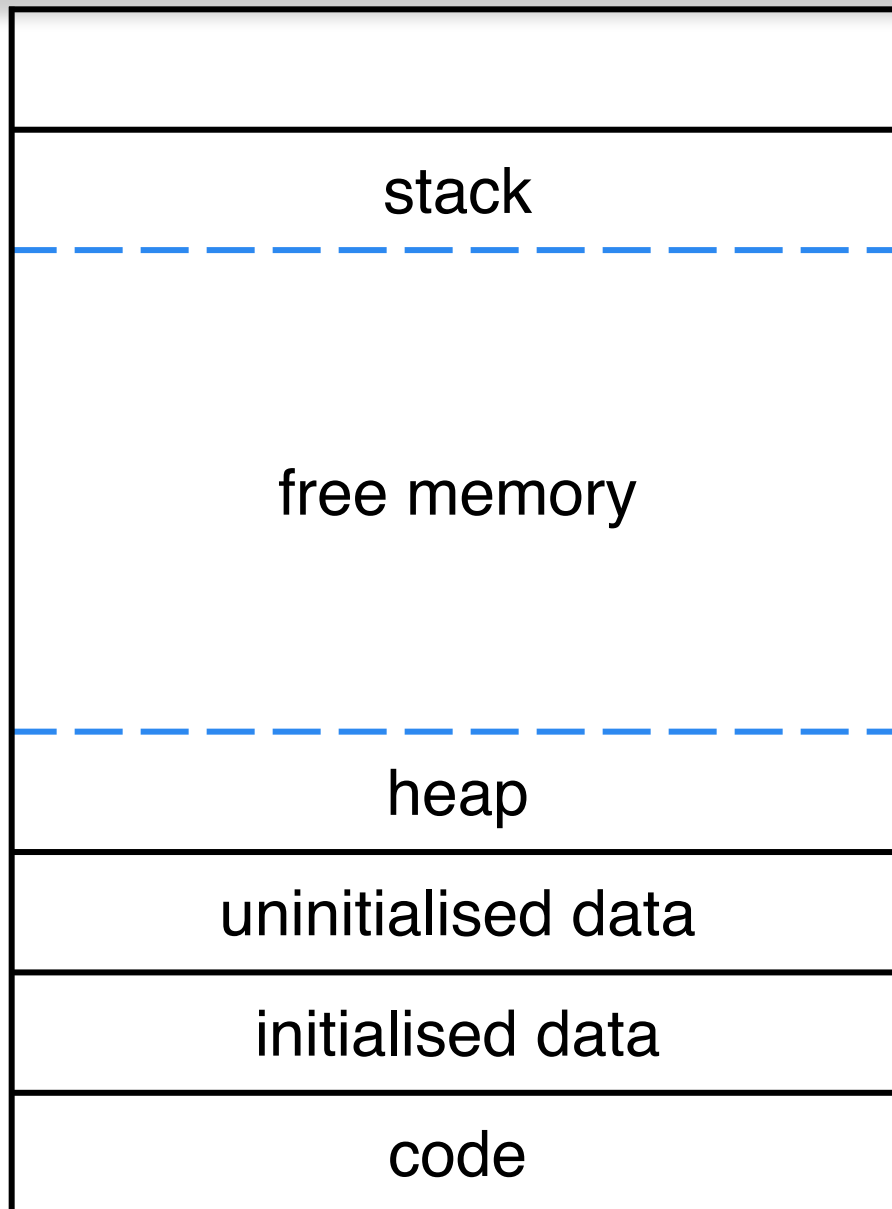 stack
free memory
heap
uninitialised data
initialised data
code